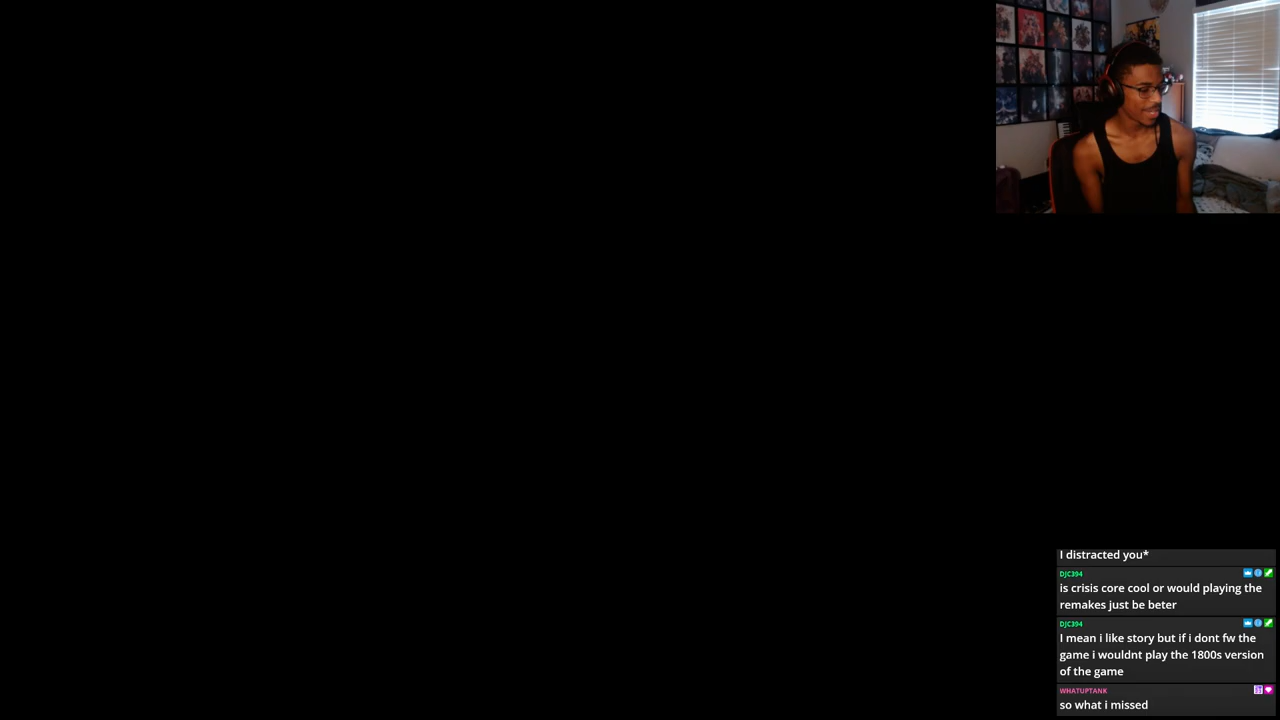 I distracted you*
DJC394
is crisis core cool or would playing the
remakes just be beter
DJC394
I mean i like story but if i dont fw the
game i wouldnt play the 1800s version
of the game
WHATUPTANK
so what i missed